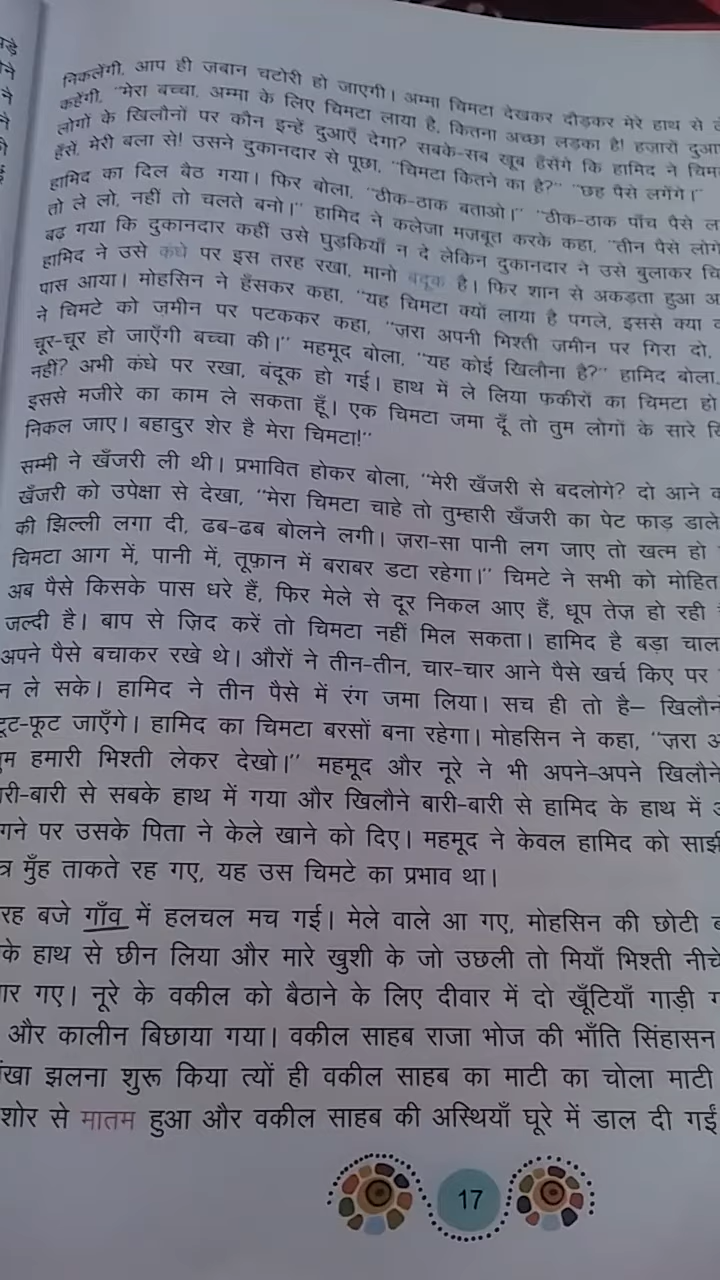 निकलेंगी, आप ही ज़बान चटोरी हो जाएगी। अम्मा चिमटा देखकर दौड़कर मेरे हाथ से
कहेंगी, “मेरा बच्चा, अम्मा के लिए चिमटा लाया है, कितना अच्छा लड़का है! हज़ारों
लोगों के खिलौनों पर कौन इन्हें दुआएँ देगा? सबके-सब खूब हँसेंगे कि हामिद ने
हँसें, मेरी बला से! उसने दुकानदार से पूछा, “चिमटा कितने का है?” “छह पैसे लगेंगे।”
हामिद का दिल बैठ गया। फिर बोला, “ठीक-ठाक बताओ।” “ठीक-ठाक पाँच पैसे
तो ले लो, नहीं तो चलते बनो।” हामिद ने कलेजा मज़बूत करके कहा, “तीन पैसे
बढ़ गया कि दुकानदार कहीं उसे घुड़कियाँ न दे लेकिन दुकानदार ने उसे बुलाकर
हामिद ने उसे कंधे पर इस तरह रखा, मानो बंदूक है। फिर शान से अकड़ता हुआ
पास आया। मोहसिन ने हँसकर कहा, “यह चिमटा क्यों लाया है पगले, इससे क्या
ने चिमटे को ज़मीन पर पटककर कहा, “ज़रा अपनी भिश्ती ज़मीन पर गिरा दो,
चूर-चूर हो जाएँगी बच्चा की।” महमूद बोला, “यह कोई खिलौना है?” हामिद बोला,
नहीं? अभी कंधे पर रखा, बंदूक हो गई। हाथ में ले लिया फकीरों का चिमटा हो
इससे मजीरे का काम ले सकता हूँ। एक चिमटा जमा दूँ तो तुम लोगों के सारे
निकल जाए। बहादुर शेर है मेरा चिमटा!”
सम्मी ने खँजरी ली थी। प्रभावित होकर बोला, “मेरी खँजरी से बदलोगे? दो आने
खँजरी को उपेक्षा से देखा, “मेरा चिमटा चाहे तो तुम्हारी खँजरी का पेट फाड़ डाले
की झिल्ली लगा दी, ढब-ढब बोलने लगी। ज़रा-सा पानी लग जाए तो खत्म हो
चिमटा आग में, पानी में, तूफ़ान में बराबर डटा रहेगा।” चिमटे ने सभी को मोहित
अब पैसे किसके पास धरे हैं, फिर मेले से दूर निकल आए हैं, धूप तेज़ हो रही
जल्दी है। बाप से ज़िद करें तो चिमटा नहीं मिल सकता। हामिद है बड़ा
अपने पैसे बचाकर रखे थे। औरों ने तीन-तीन, चार-चार आने पैसे खर्च किए पर
न ले सके। हामिद ने तीन पैसे में रंग जमा लिया। सच ही तो है–
टूट-फूट जाएँगे। हामिद का चिमटा बरसों बना रहेगा। मोहसिन ने कहा, “ज़रा
हमारी भिश्ती लेकर देखो।” महमूद और नूरे ने भी अपने-अपने खिलौने
री-बारी से सबके हाथ में गया और खिलौने बारी-बारी से हामिद के हाथ में
गने पर उसके पिता ने केले खाने को दिए। महमूद ने केवल हामिद को
त्र मुँह ताकते रह गए, यह उस चिमटे का प्रभाव था।
रह बजे गाँव में हलचल मच गई। मेले वाले आ गए, मोहसिन की छोटी
के हाथ से छीन लिया और मारे खुशी के जो उछली तो मियाँ भिश्ती नीचे
गए। नूरे के वकील को बैठाने के लिए दीवार में दो खूँटियाँ गाड़ी
और कालीन बिछाया गया। वकील साहब राजा भोज की भाँति सिंहासन
झलना शुरू किया त्यों ही वकील साहब का माटी का चोला माटी
शोर से मातम हुआ और वकील साहब की अस्थियाँ घूरे में डाल दी गईं
17